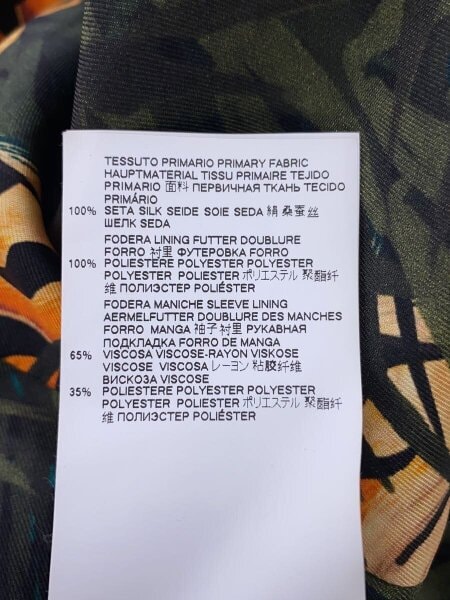 TESSUTO PRIMARIO PRIMARY FABRIC
HAUPTMATERIAL TISSU PRIMAIRE TEJIDO
PRIMARIO 面料 ПЕРВИЧНАЯ ТКАНЬ TECIDO
PRIMÁRIO
100% SETA SILK SEIDE SOIE SEDA 絹 桑蚕丝
ШЕЛК SEDA
FODERA LINING FUTTER DOUBLURE
FORRO 衬里 ФУТЕРОВКА FORRO
100% POLIESTERE POLYESTER POLYESTER
POLYESTER POLIESTER ポリエステル 聚酯纤
维 ПОЛИЭСТЕР POLIÉSTER
FODERA MANICHE SLEEVE LINING
AERMELFUTTER DOUBLURE DES MANCHES
FORRO MANGA 袖子衬里 РУКАВНАЯ
ПОДКЛАДКА FORRO DE MANGA
65% VISCOSA VISCOSE-RAYON VISKOSE
VISCOSE VISCOSA レーヨン 粘胶纤维
ВИСКОЗА VISCOSE
35% POLIESTERE POLYESTER POLYESTER
POLYESTER POLIESTER ポリエステル 聚酯纤
维 ПОЛИЭСТЕР POLIÉSTER